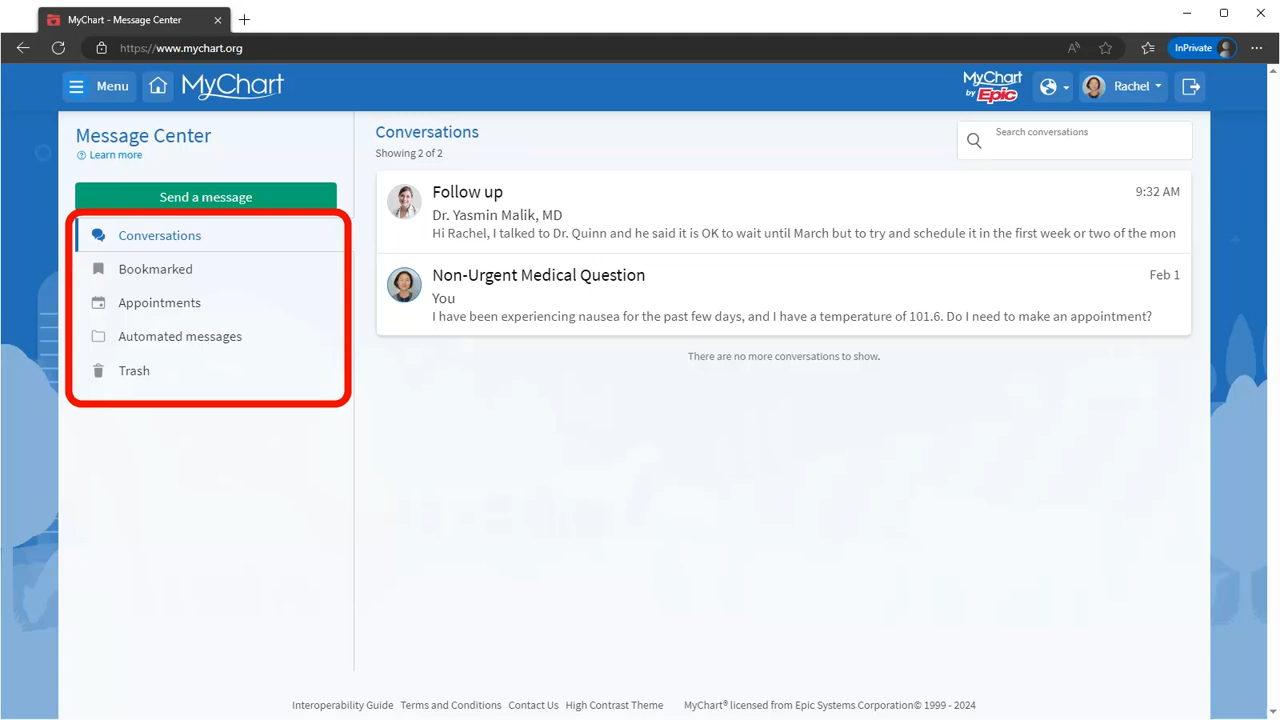 MyChart - Message Center
https://www.mychart.org
InPrivate
Menu
MyChart
MyChart
by Epic
Rachel
Message Center
Learn more
Send a message
Conversations
Bookmarked
Appointments
Automated messages
Trash
Conversations
Showing 2 of 2
Search conversations
Follow up
9:32 AM
Dr. Yasmin Malik, MD
Hi Rachel, I talked to Dr. Quinn and he said it is OK to wait until March but to try and schedule it in the first week or two of the mon
Non-Urgent Medical Question
Feb 1
You
I have been experiencing nausea for the past few days, and I have a temperature of 101.6. Do I need to make an appointment?
There are no more conversations to show.
Interoperability Guide Terms and Conditions Contact Us High Contrast Theme MyChart® licensed from Epic Systems Corporation© 1999 - 2024